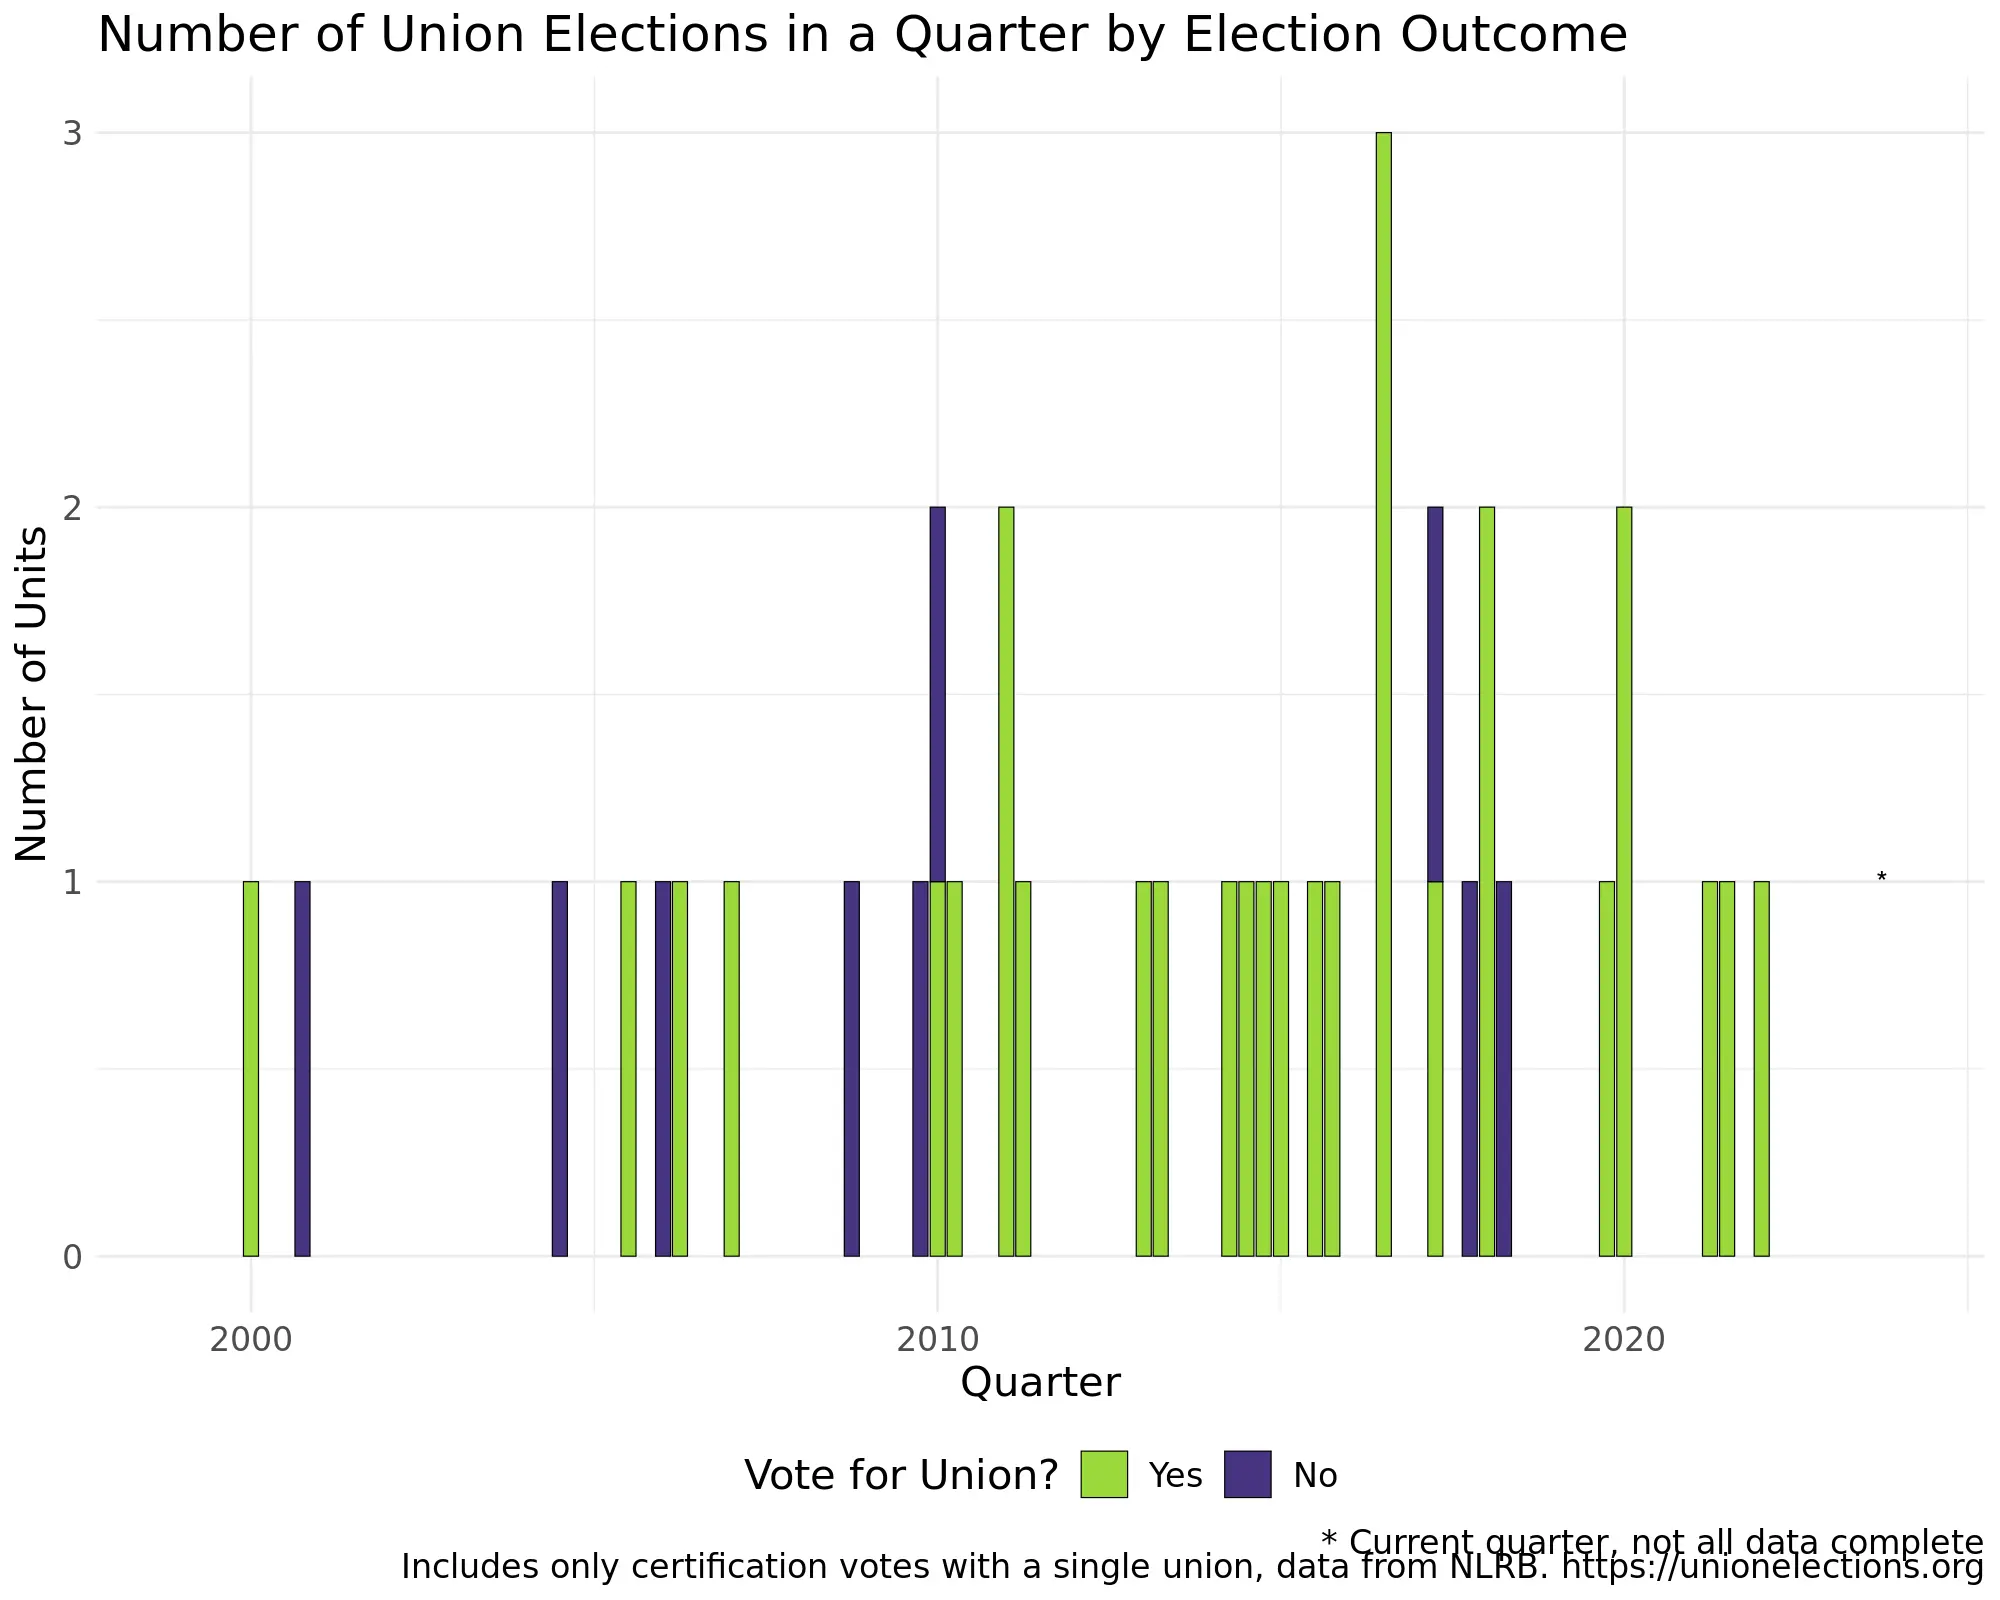 Number of Union Elections in a Quarter by Election Outcome
3
2
1
0
Number of Units
*
2000 2010 2020
Quarter
Vote for Union? Yes No
* Current quarter, not all data complete
Includes only certification votes with a single union, data from NLRB. https://unionelections.org